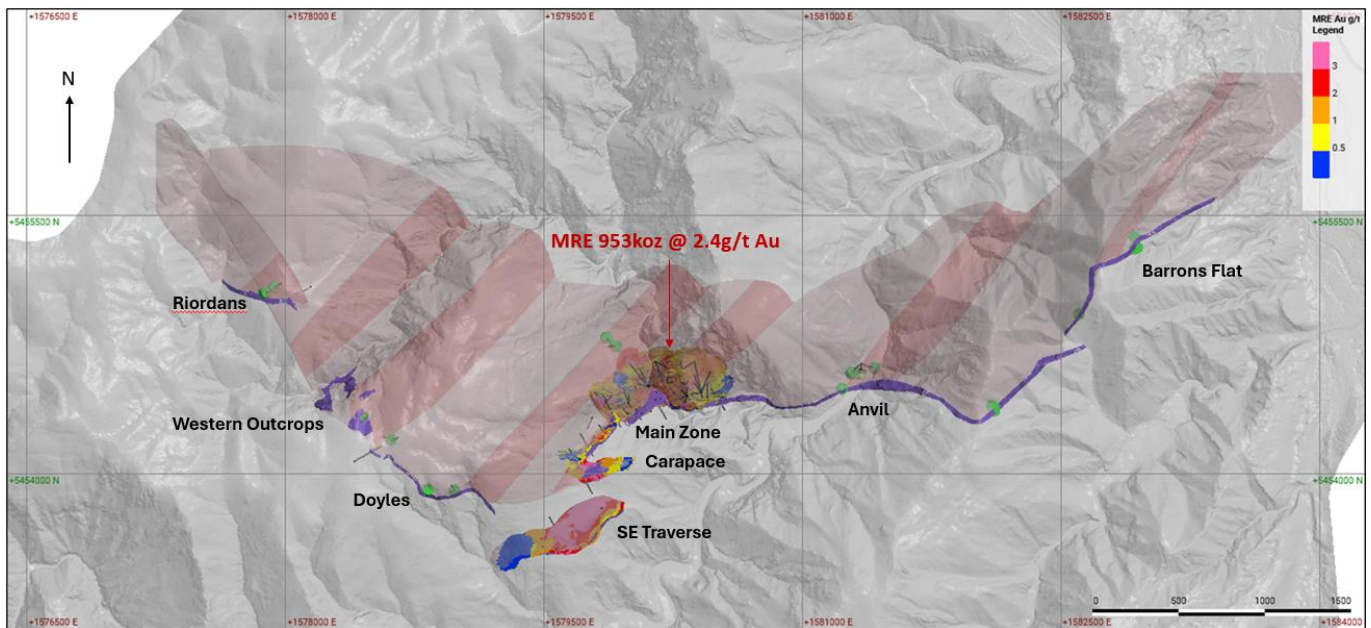 +1576500 E
+1578000 E
+1579500 E
+1581000 E
+1582500 E
MRE Au g/t
Legend
3
2
1
0.5
N
+5455500 N
+5455500 N
MRE 953koz @ 2.4g/t Au
Barrons Flat
Riordans
Western Outcrops
Anvil
Main Zone
Carapace
+5454000 N
+5454000 N
Doyles
SE Traverse
0
500
1000
1500
+1576500 E
+1578000 E
+1579500 E
+1581000 E
+1582500 E
+1584000 E